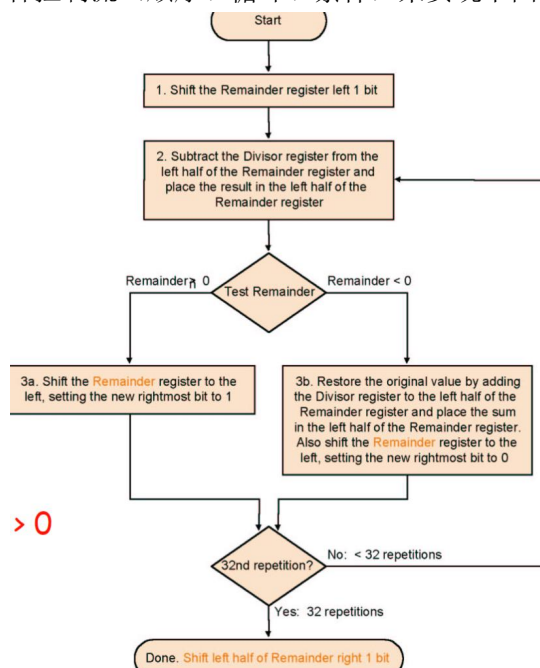 Start
1. Shift the Remainder register left 1 bit
2. Subtract the Divisor register from the
left half of the Remainder register and
place the result in the left half of the
Remainder register
Remainder≥ 0
Test Remainder
Remainder < 0
3a. Shift the Remainder register to the
left, setting the new rightmost bit to 1
3b. Restore the original value by adding
the Divisor register to the left half of the
Remainder register and place the sum
in the left half of the Remainder register.
Also shift the Remainder register to the
left, setting the new rightmost bit to 0
> 0
32nd repetition?
No: < 32 repetitions
Yes: 32 repetitions
Done. Shift left half of Remainder right 1 bit